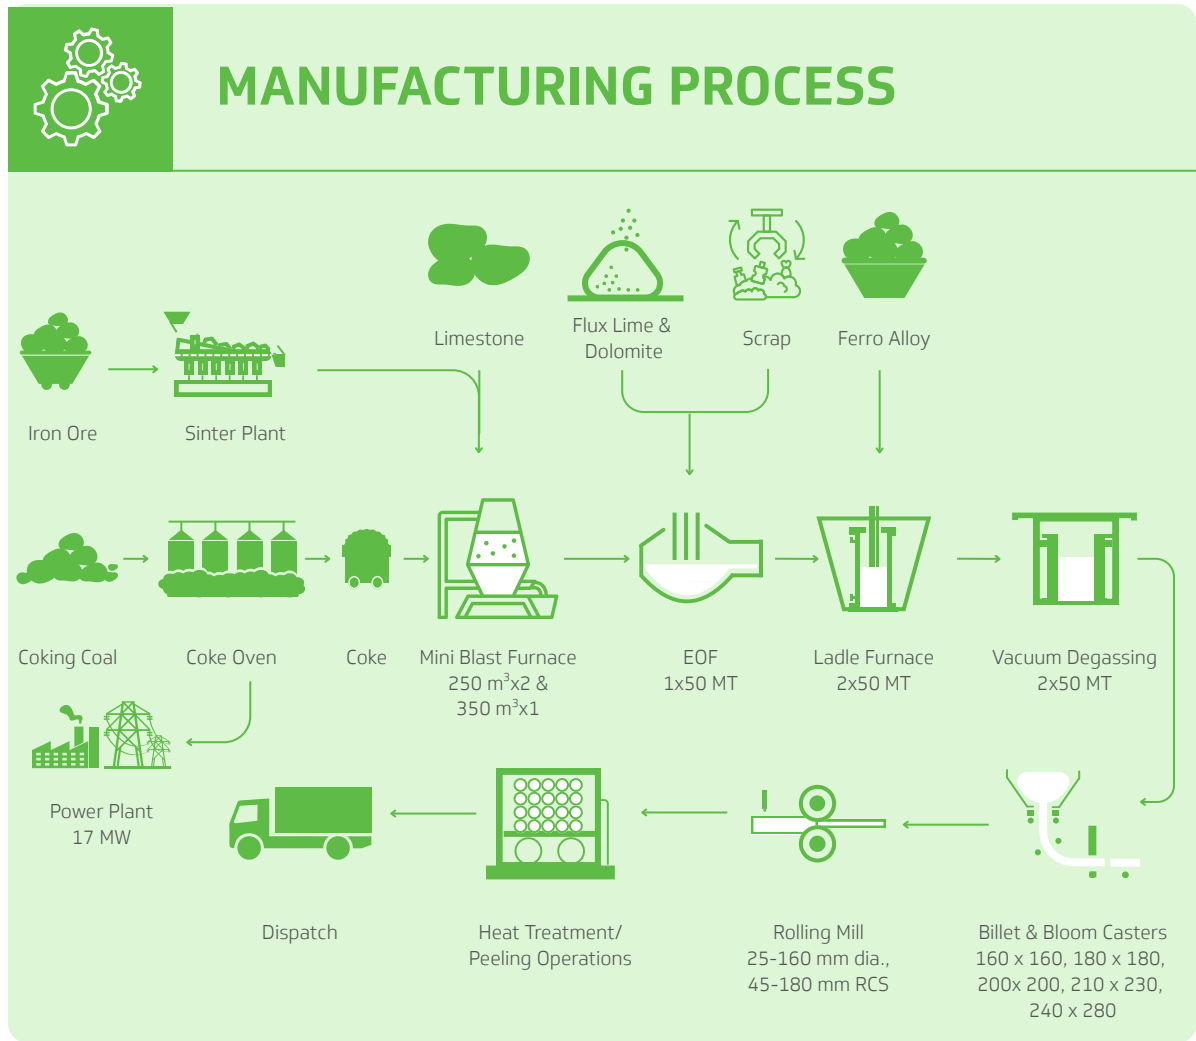 MANUFACTURING PROCESS
Limestone
Flux Lime &
Dolomite
Scrap
Ferro Alloy
Iron Ore
Sinter Plant
Coking Coal
Coke Oven
Coke
Mini Blast Furnace
250 m³x2 &
350 m³x1
EOF
1x50 MT
Ladle Furnace
2x50 MT
Vacuum Degassing
2x50 MT
Power Plant
17 MW
Dispatch
Heat Treatment/
Peeling Operations
Rolling Mill
25-160 mm dia.,
45-180 mm RCS
Billet & Bloom Casters
160 x 160, 180 x 180,
200x 200, 210 x 230,
240 x 280